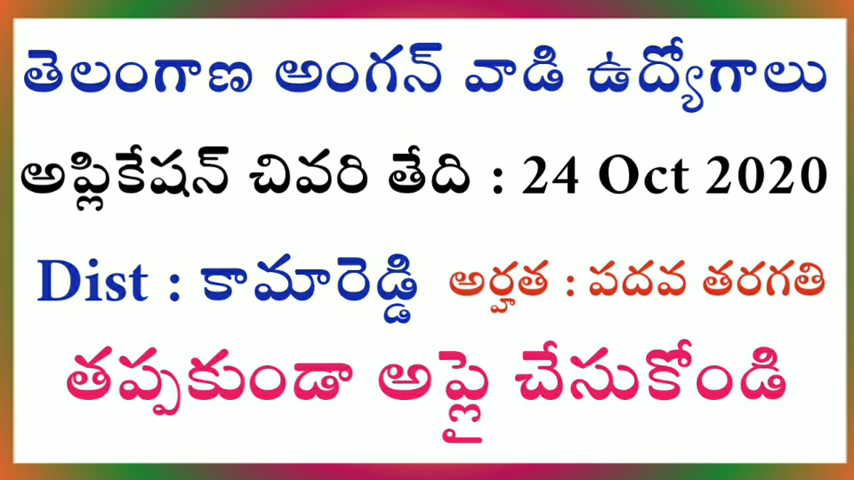 తెలంగాణ అంగన్ వాడి ఉద్యోగాలు
అప్లికేషన్ చివరి తేది : 24 Oct 2020
Dist : కామారెడ్డి అర్హత : పదవ తరగతి
తప్పకుండా అప్లై చేసుకోండి